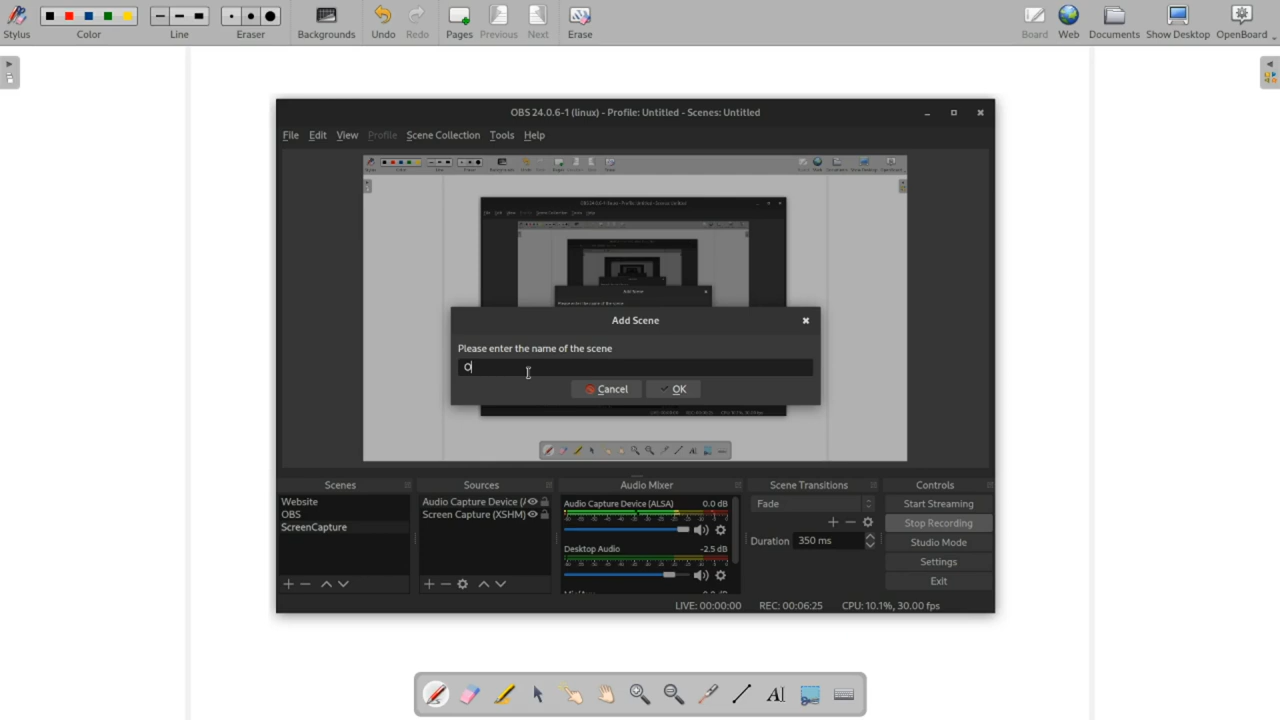 Stylus
Color
Line
Eraser
Backgrounds
Undo
Redo
Pages
Previous
Next
Erase
Board
Web
Documents
Show Desktop
OpenBoard
OBS 24.0.6-1 (linux) - Profile: Untitled - Scenes: Untitled
File Edit View Profile Scene Collection Tools Help
Add Scene
Please enter the name of the scene
O
Cancel
OK
Scenes
Website
OBS
ScreenCapture
Sources
Audio Capture Device (/
Screen Capture (XSHM)
Audio Mixer
Audio Capture Device (ALSA) 0.0 dB
Desktop Audio -2.5 dB
Scene Transitions
Fade
Duration 350 ms
Controls
Start Streaming
Stop Recording
Studio Mode
Settings
Exit
LIVE: 00:00:00 REC: 00:06:25 CPU: 10.1%, 30.00 fps
AI